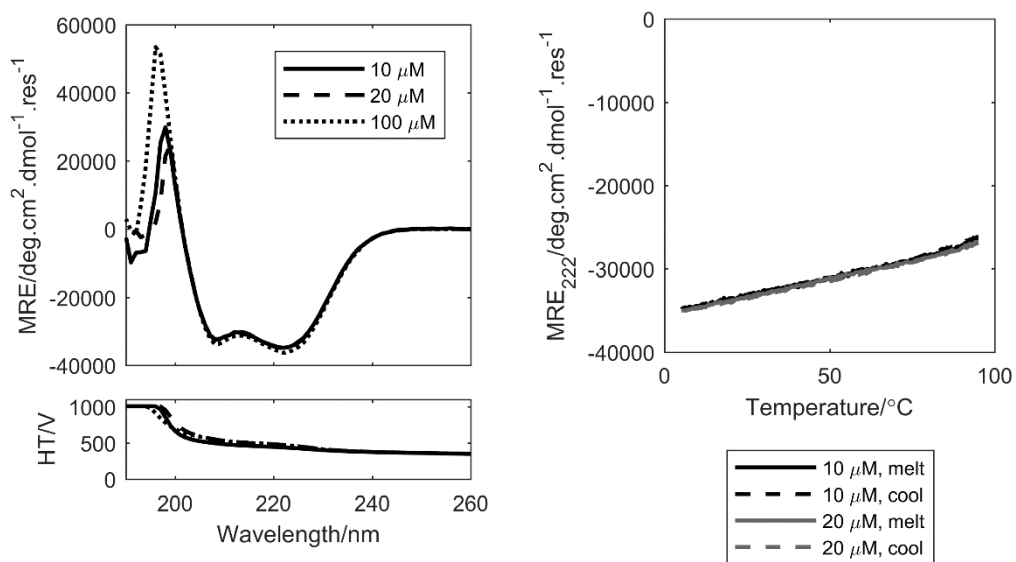 60000
40000
20000
0
-20000
-40000
MRE/deg.cm².dmol⁻¹.res⁻¹
10 μM
20 μM
100 μM
1000
500
0
HT/V
200
220
240
260
Wavelength/nm
0
-10000
-20000
-30000
-40000
MRE₂₂₂/deg.cm².dmol⁻¹.res⁻¹
0
50
100
Temperature/°C
10 μM, melt
10 μM, cool
20 μM, melt
20 μM, cool